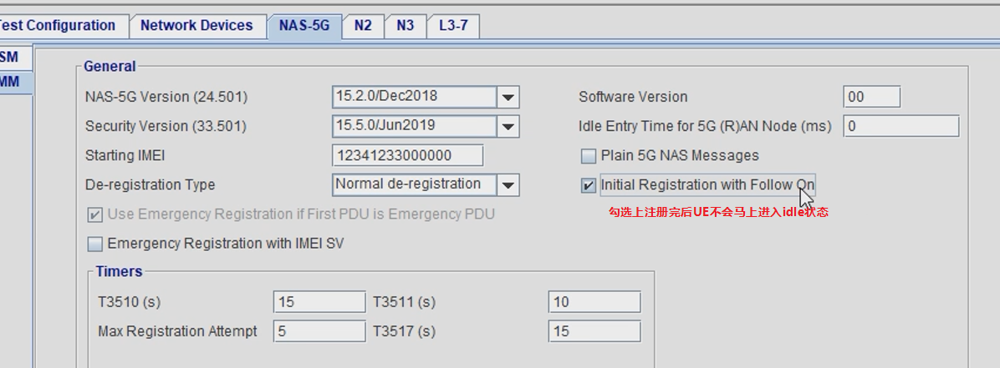 Test Configuration
Network Devices
NAS-5G
N2
N3
L3-7
SM
MM
General
NAS-5G Version (24.501)
15.2.0/Dec2018
Software Version
00
Security Version (33.501)
15.5.0/Jun2019
Idle Entry Time for 5G (R)AN Node (ms)
0
Starting IMEI
12341233000000
Plain 5G NAS Messages
De-registration Type
Normal de-registration
Initial Registration with Follow On
勾选上注册完后UE不会马上进入idle状态
Use Emergency Registration if First PDU is Emergency PDU
Emergency Registration with IMEI SV
Timers
T3510 (s)
15
T3511 (s)
10
Max Registration Attempt
5
T3517 (s)
15